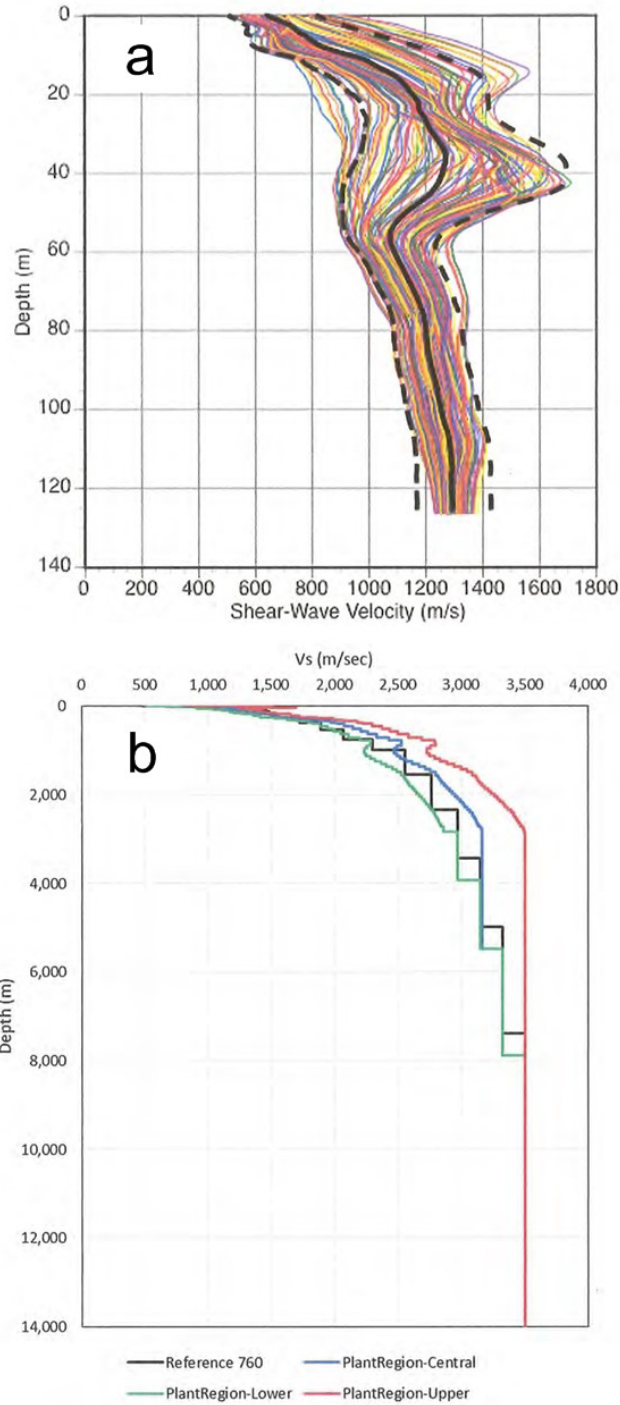 0
a
20
40
60
80
100
120
140
Depth (m)
0 200 400 600 800 1000 1200 1400 1600 1800
Shear-Wave Velocity (m/s)
Vs (m/sec)
0 500 1,000 1,500 2,000 2,500 3,000 3,500 4,000
0
b
2,000
4,000
6,000
8,000
10,000
12,000
14,000
Depth (m)
Reference 760 PlantRegion-Central
PlantRegion-Lower PlantRegion-Upper